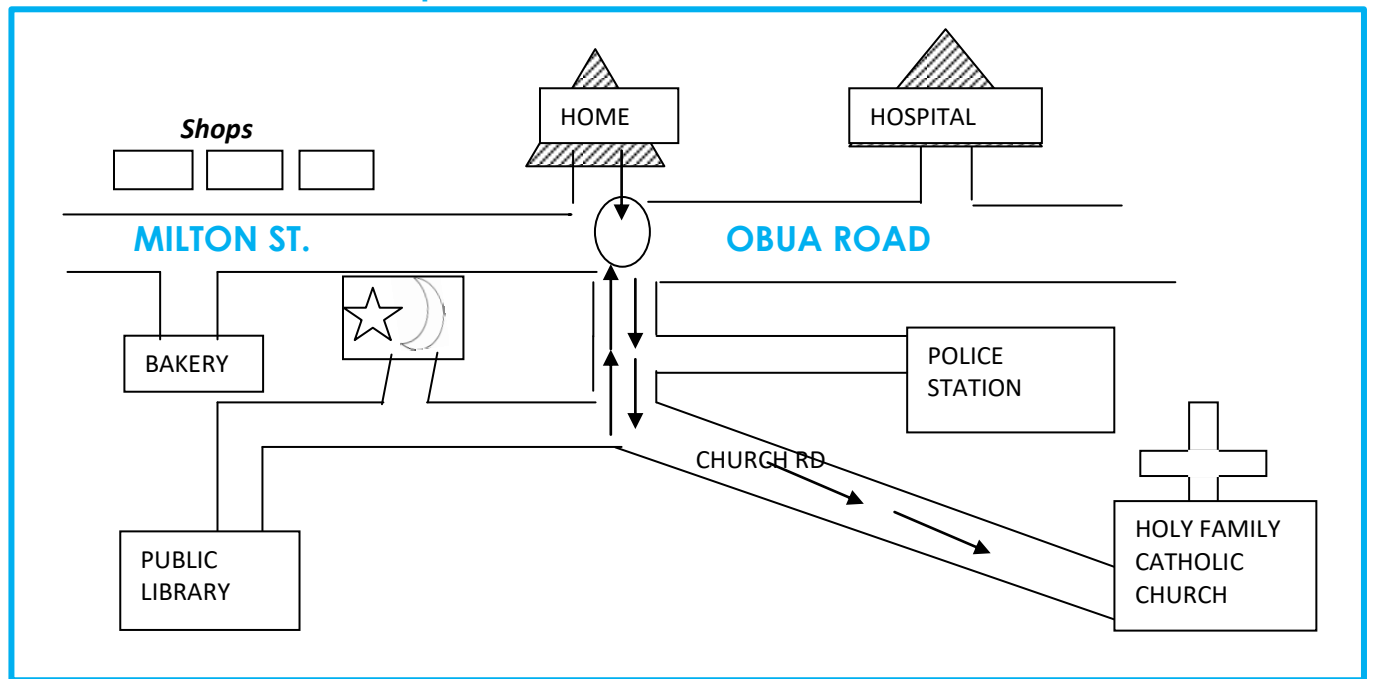 HOME
HOSPITAL
Shops
MILTON ST.
OBUA ROAD
BAKERY
POLICE
STATION
CHURCH RD
PUBLIC
LIBRARY
HOLY FAMILY
CATHOLIC
CHURCH